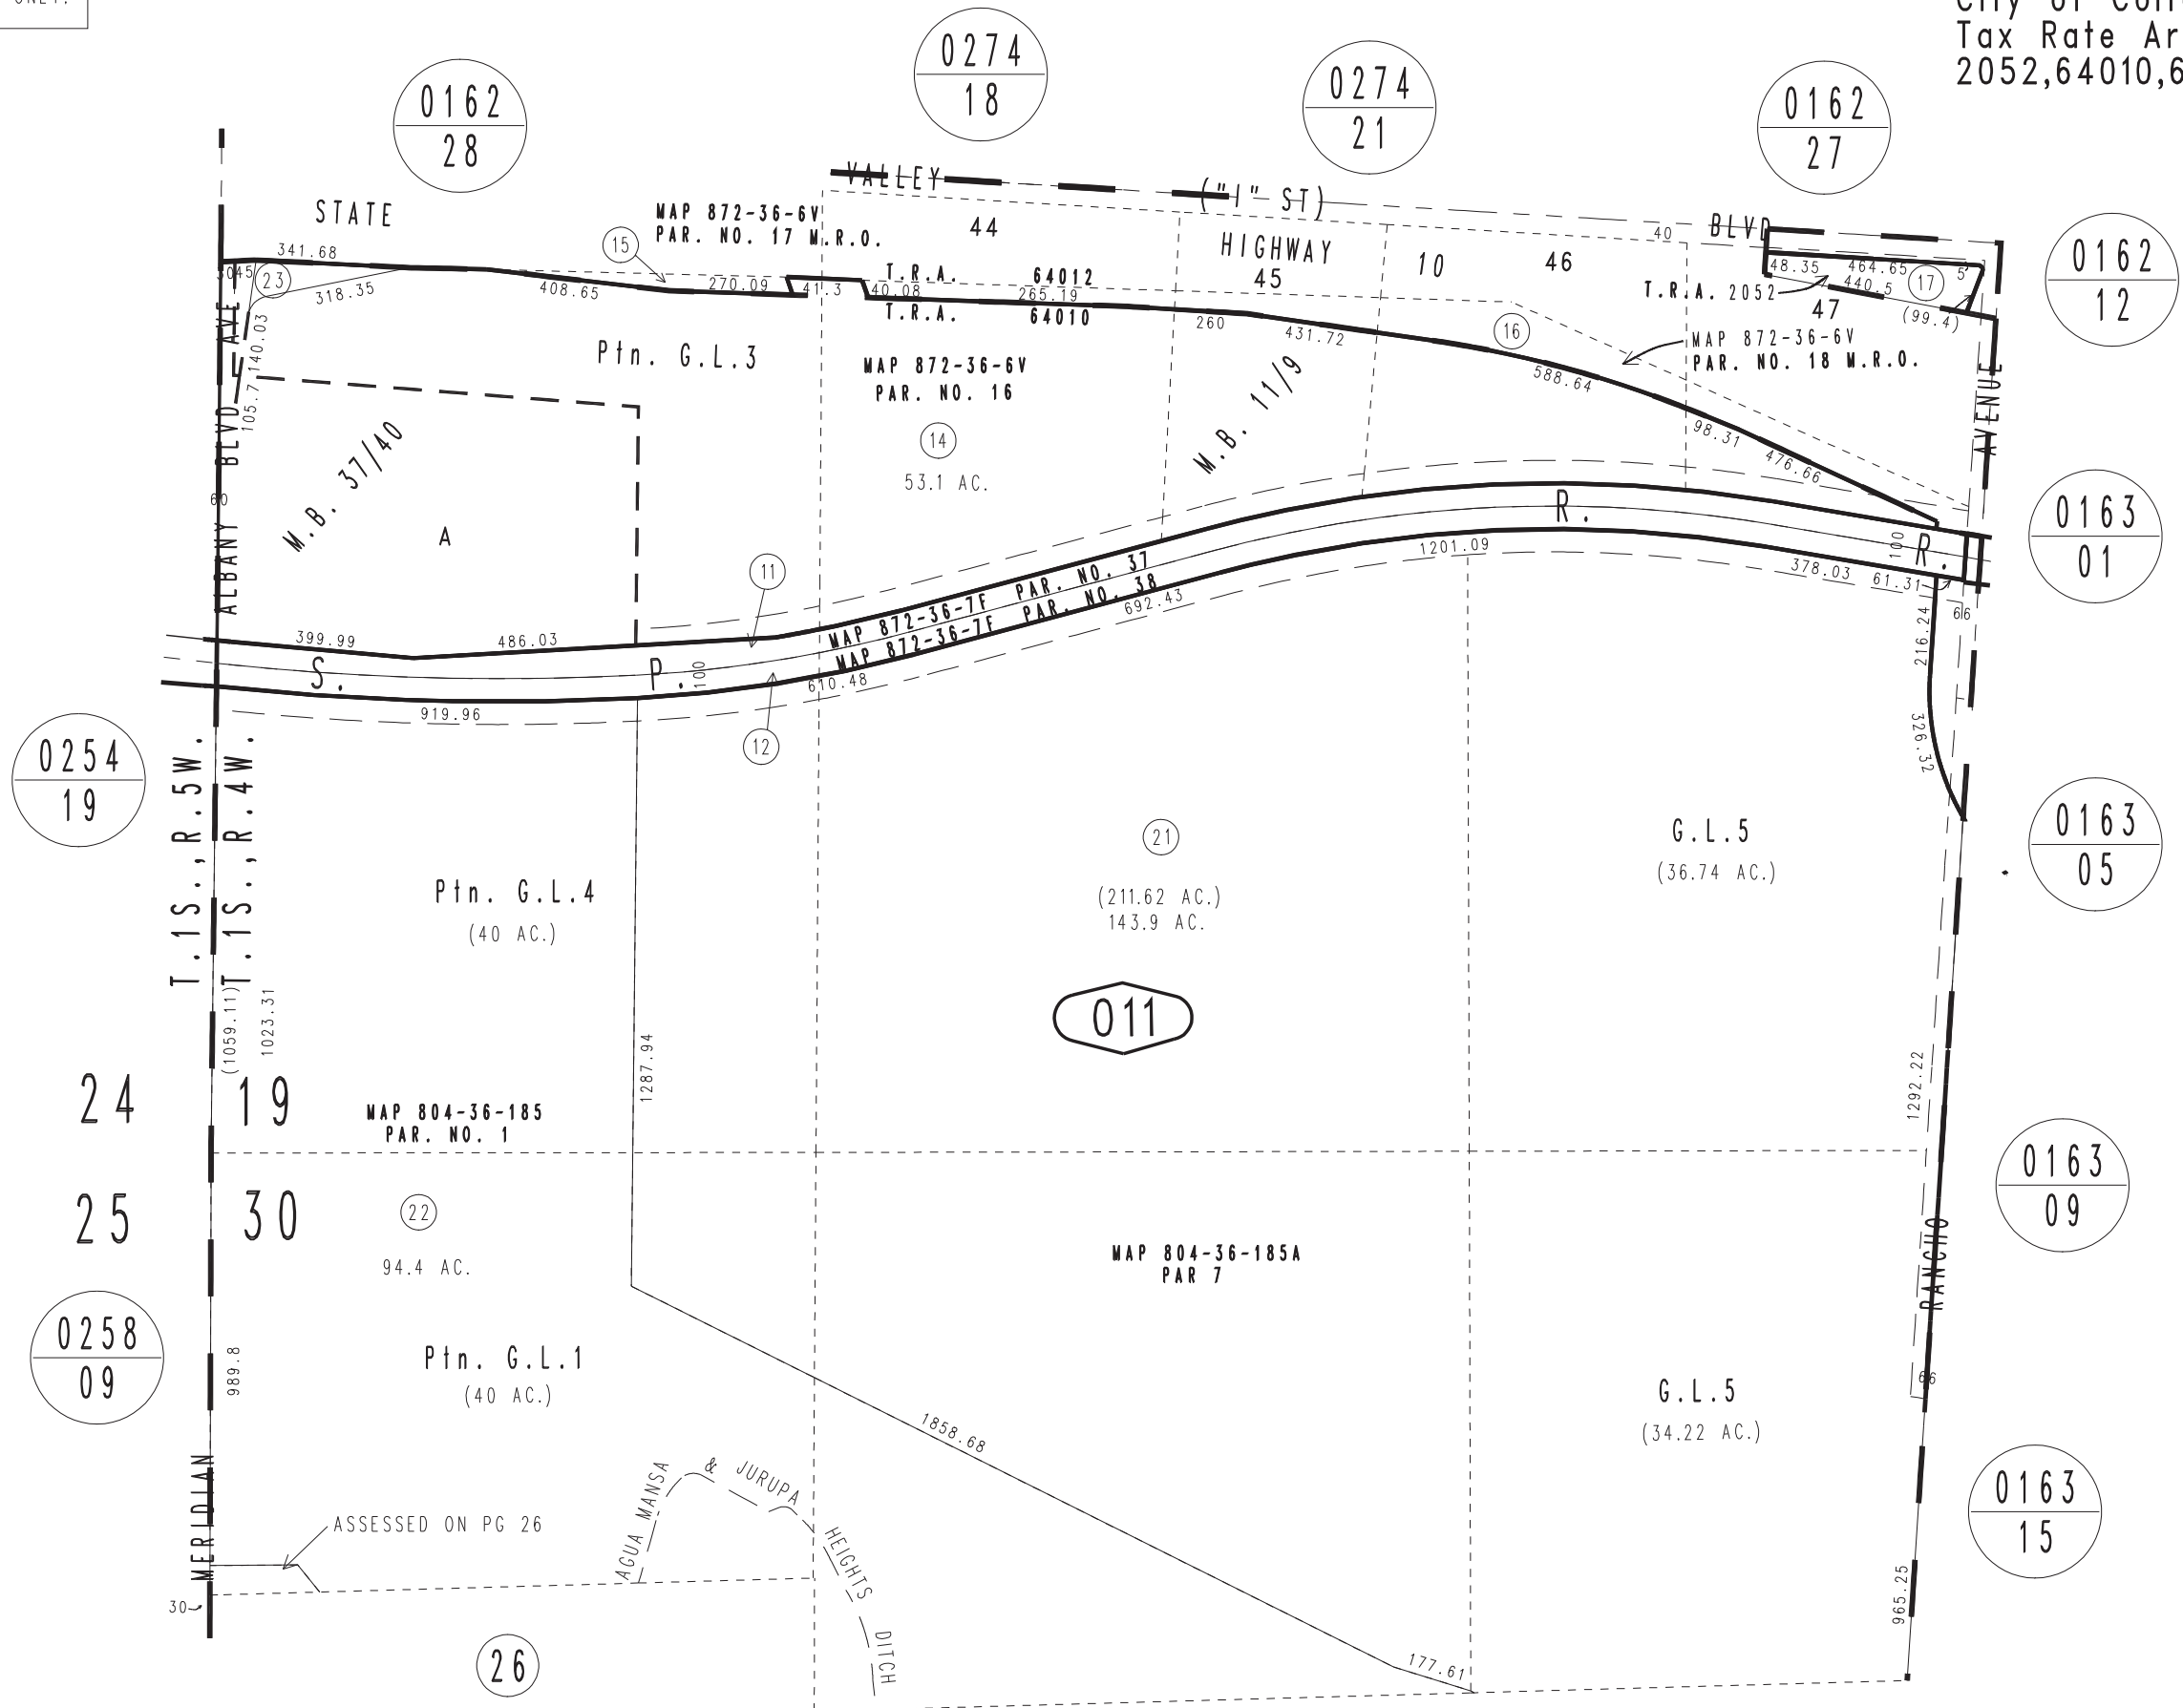 2052,64010,6
Tax Rate Ar
0162
28
0274
18
0274
21
0162
27
0162
12
STATE
VALLEY
("I" ST)
BLVD
HIGHWAY
10
MAP 872-36-6V
PAR. NO. 17 M.R.O.
15
44
45
46
47
40
341.68
3045
23
318.35
408.65
270.09
41.3
40.08
T.R.A. 64012
265.19
T.R.A. 64010
260
431.72
16
588.64
98.31
476.66
48.35
464.65
5
17
440.5
T.R.A. 2052
(99.4)
MAP 872-36-6V
PAR. NO. 18 M.R.O.
AVE
140.03
105.7
Ptn. G.L.3
MAP 872-36-6V
PAR. NO. 16
14
53.1 AC.
M.B. 11/9
M.B. 37/40
A
ALBANY BLVD
60
AVENUE
0163
01
11
R.
R.
100
1201.09
378.03
61.31
66
MAP 872-36-7F PAR. NO. 37
MAP 872-36-7F PAR. NO. 38
692.43
399.99
486.03
S.
P.
100
610.48
919.96
12
216.24
326.32
0254
19
T.1S.,R.5W.
T.1S.,R.4W.
0163
05
21
(211.62 AC.)
143.9 AC.
G.L.5
(36.74 AC.)
Ptn. G.L.4
(40 AC.)
011
(1059.11)
1023.31
1287.94
1292.22
24
19
MAP 804-36-185
PAR. NO. 1
25
30
22
94.4 AC.
MAP 804-36-185A
PAR 7
0163
09
RANCHO
0258
09
989.8
Ptn. G.L.1
(40 AC.)
66
G.L.5
(34.22 AC.)
1858.68
0163
15
MERIDIAN
ASSESSED ON PG 26
AGUA MANSA & JURUPA HEIGHTS DITCH
30
965.25
26
177.61